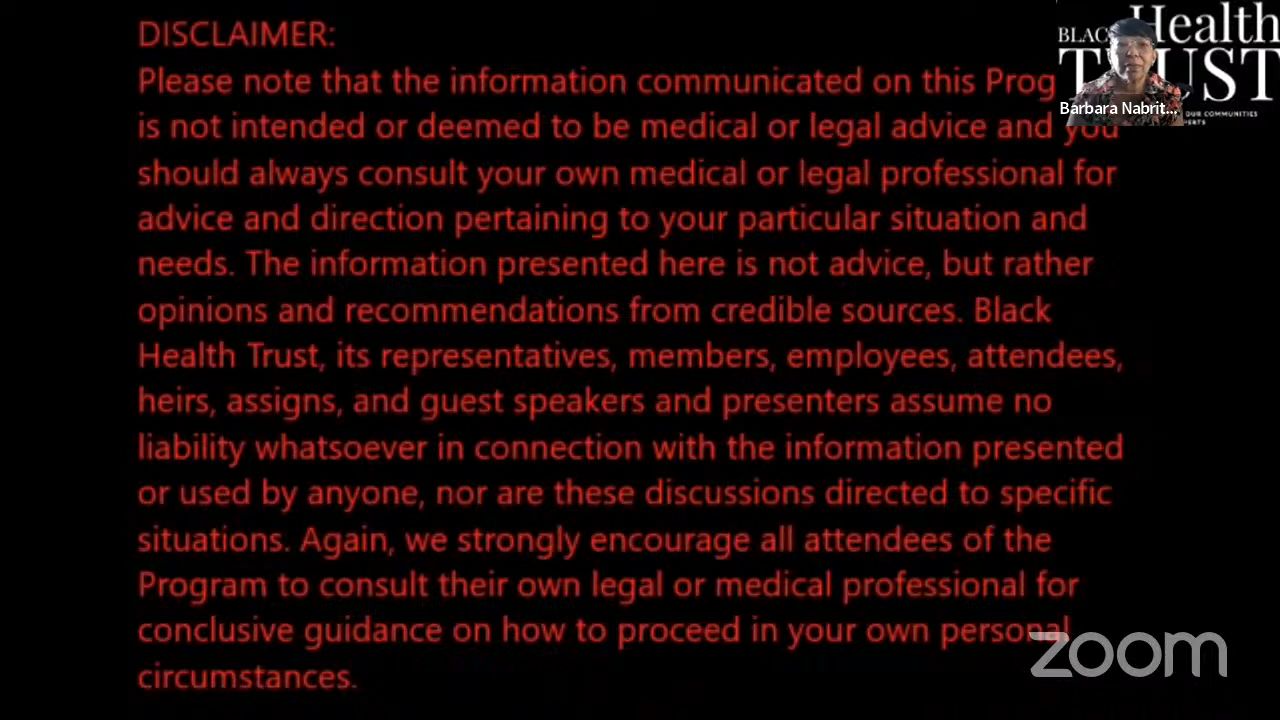 DISCLAIMER:
Please note that the information communicated on this Prog
is not intended or deemed to be medical or legal advice and you
should always consult your own medical or legal professional for
advice and direction pertaining to your particular situation and
needs. The information presented here is not advice, but rather
opinions and recommendations from credible sources. Black
Health Trust, its representatives, members, employees, attendees,
heirs, assigns, and guest speakers and presenters assume no
liability whatsoever in connection with the information presented
or used by anyone, nor are these discussions directed to specific
situations. Again, we strongly encourage all attendees of the
Program to consult their own legal or medical professional for
conclusive guidance on how to proceed in your own personal
circumstances.
Health
Barbara Nabrit...
OUR COMMUNITIES
zoom